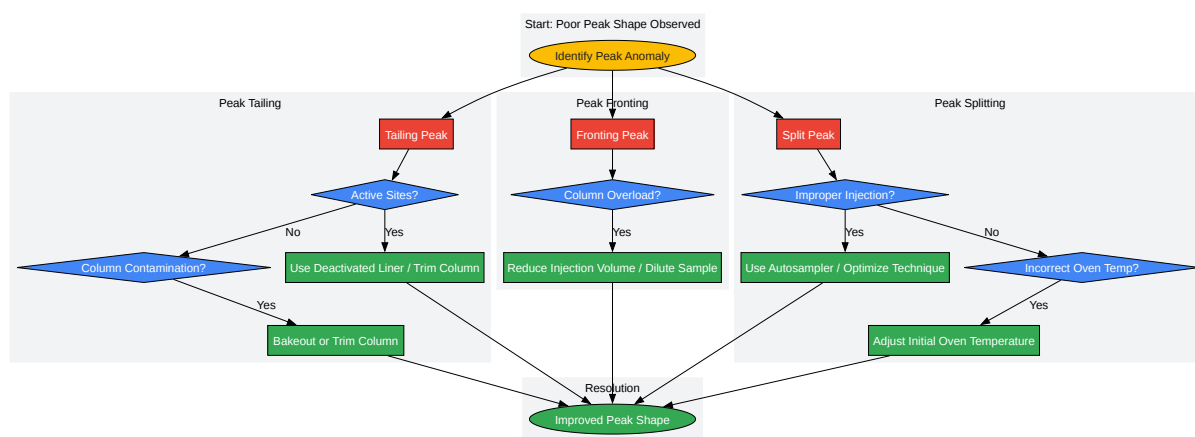 Start: Poor Peak Shape Observed
Identify Peak Anomaly
Peak Tailing
Peak Fronting
Peak Splitting
Tailing Peak
Fronting Peak
Split Peak
Active Sites?
Column Overload?
Improper Injection?
No
Yes
Yes
Yes
No
Column Contamination?
Use Deactivated Liner / Trim Column
Reduce Injection Volume / Dilute Sample
Use Autosampler / Optimize Technique
Incorrect Oven Temp?
Yes
Yes
Bakeout or Trim Column
Adjust Initial Oven Temperature
Resolution
Improved Peak Shape